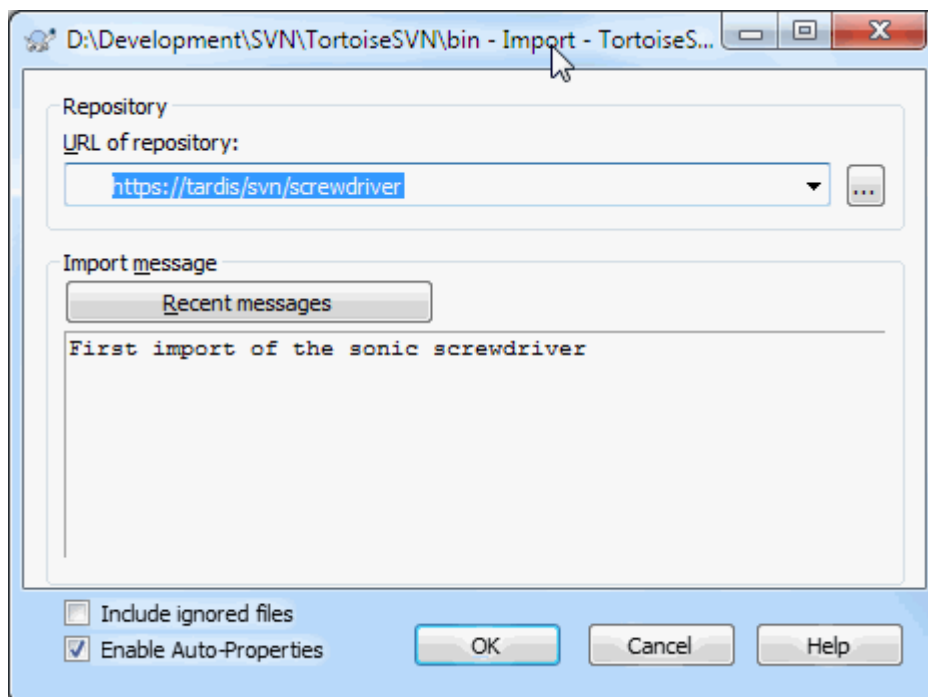 D:\Development\SVN\TortoiseSVN\bin - Import - TortoiseS...
Repository
URL of repository:
https://tardis/svn/screwdriver
...
Import message
Recent messages
First import of the sonic screwdriver
Include ignored files
Enable Auto-Properties
OK
Cancel
Help